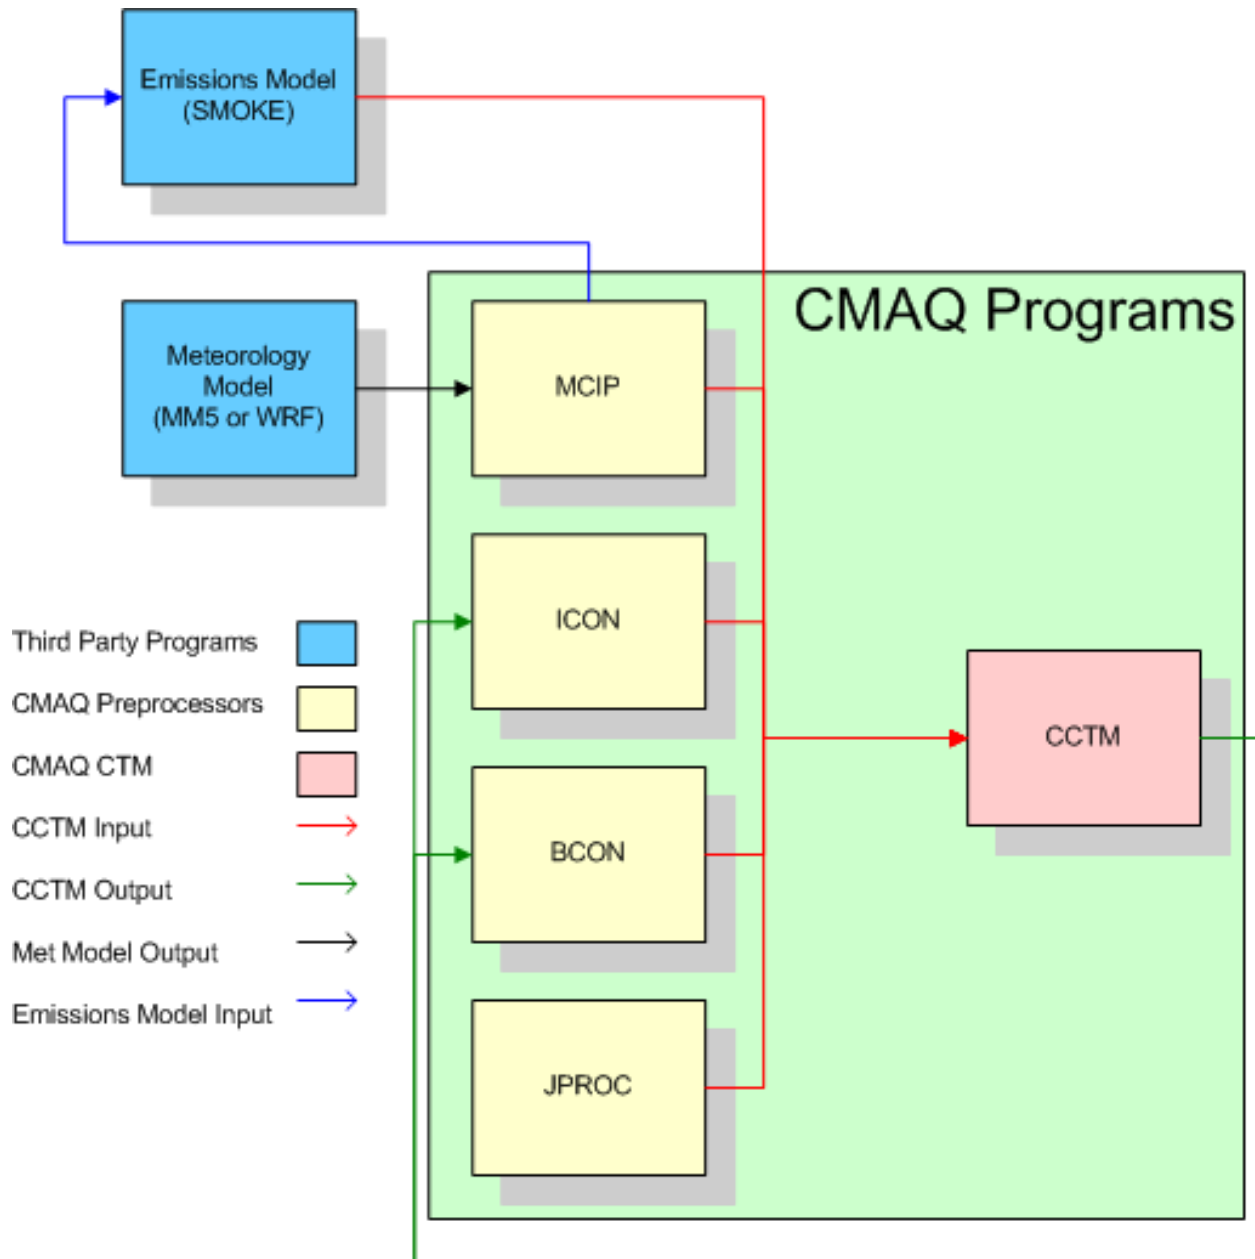 Emissions Model
(SMOKE)
CMAQ Programs
Meteorology
Model
(MM5 or WRF)
MCIP
ICON
Third Party Programs
CMAQ Preprocessors
CMAQ CTM
CCTM Input
CCTM Output
Met Model Output
Emissions Model Input
CCTM
BCON
JPROC